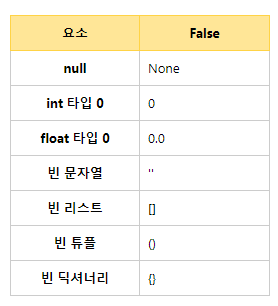 요소 False
null None
int 타입 0 0
float 타입 0 0.0
빈 문자열 ''
빈 리스트 []
빈 튜플 ()
빈 딕셔너리 {}